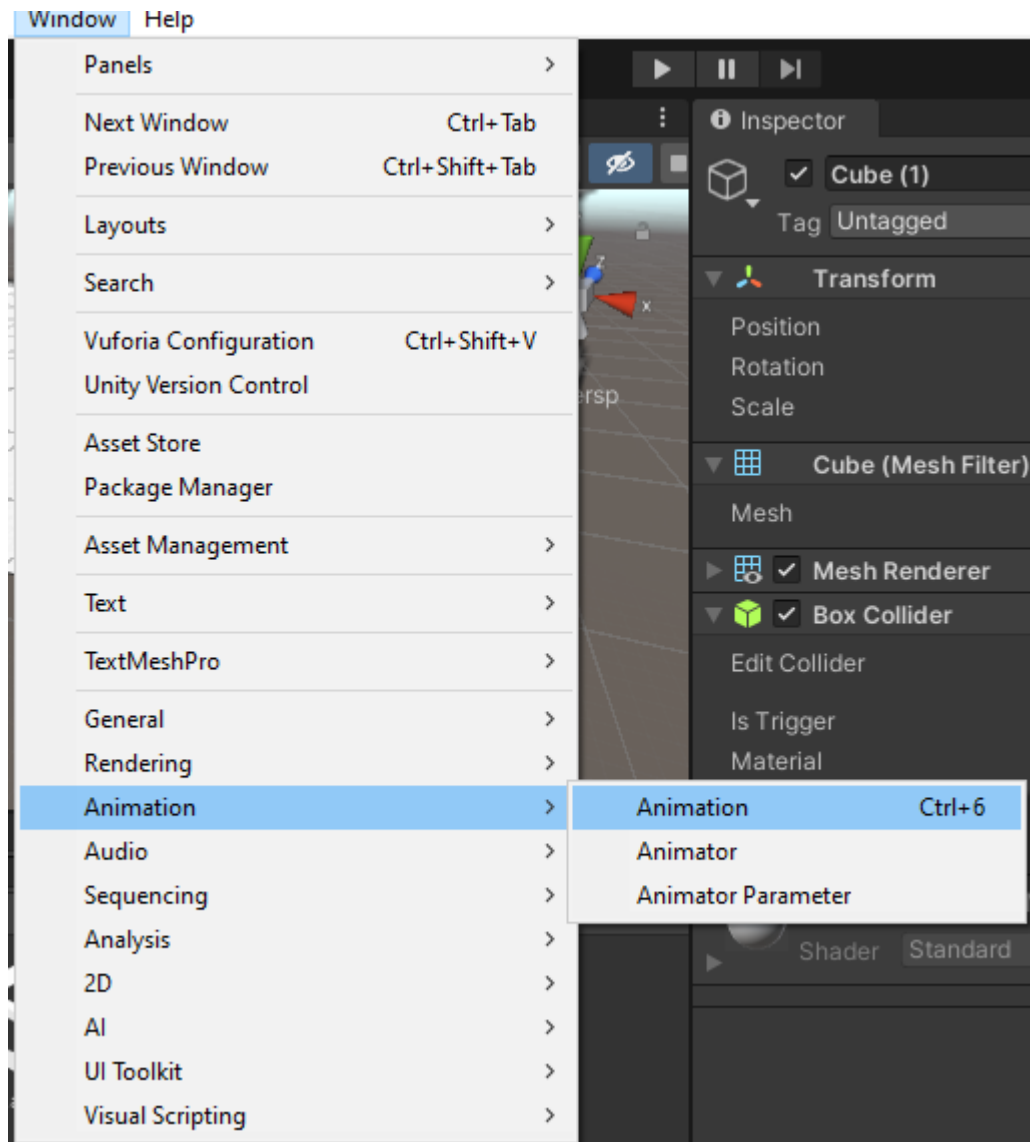 Window Help
Panels
Next Window Ctrl+Tab
Previous Window Ctrl+Shift+Tab
Layouts
Search
Vuforia Configuration Ctrl+Shift+V
Unity Version Control
Asset Store
Package Manager
Asset Management
Text
TextMeshPro
General
Rendering
Animation
Audio
Sequencing
Analysis
2D
AI
UI Toolkit
Visual Scripting
Animation Ctrl+6
Animator
Animator Parameter
z
x
ersp
Inspector
Cube (1)
Tag Untagged
Transform
Position
Rotation
Scale
Cube (Mesh Filter)
Mesh
Mesh Renderer
Box Collider
Edit Collider
Is Trigger
Material
Shader Standard